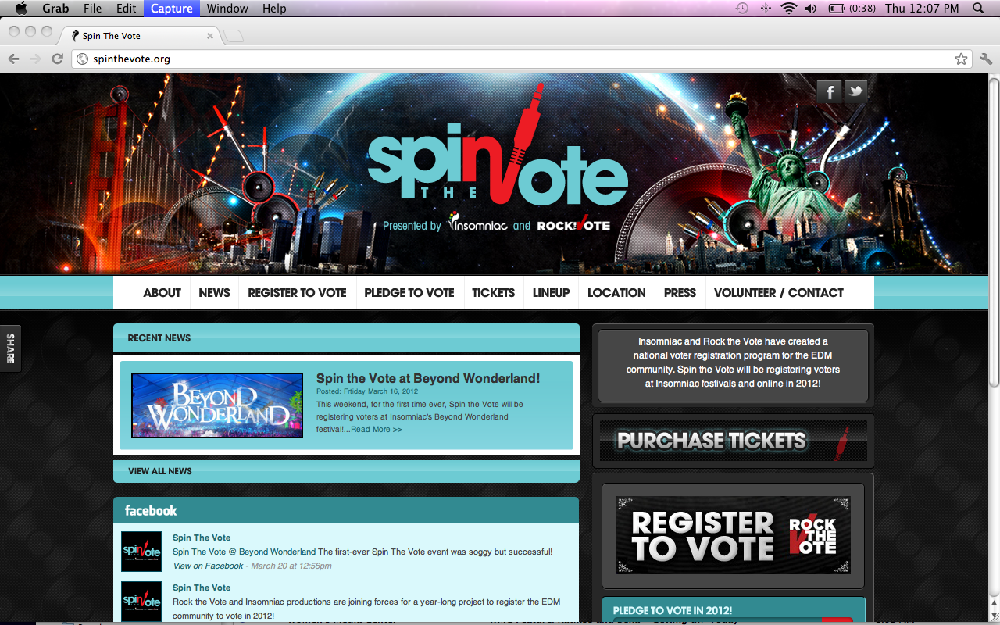 Grab File Edit Capture Window Help (0:38) Thu 12:07 PM
Spin The Vote
spinthevote.org
spin THE Vote
Presented by insomniac and ROCK THE VOTE
ABOUT NEWS REGISTER TO VOTE PLEDGE TO VOTE TICKETS LINEUP LOCATION PRESS VOLUNTEER / CONTACT
SHARE
RECENT NEWS
BEYOND
WONDERLAND
Spin the Vote at Beyond Wonderland!
Posted: Friday March 16, 2012
This weekend, for the first time ever, Spin the Vote will be
registering voters at Insomniac's Beyond Wonderland
festival!...Read More >>
VIEW ALL NEWS
facebook
spin Vote
Spin The Vote
Spin The Vote @ Beyond Wonderland The first-ever Spin The Vote event was soggy but successful!
View on Facebook - March 20 at 12:56pm
spin Vote
Spin The Vote
Rock the Vote and Insomniac productions are joining forces for a year-long project to register the EDM
community to vote in 2012!
Insomniac and Rock the Vote have created a
national voter registration program for the EDM
community. Spin the Vote will be registering voters
at Insomniac festivals and online in 2012!
PURCHASE TICKETS
REGISTER
TO VOTE
ROCK
THE
VOTE
PLEDGE TO VOTE IN 2012!